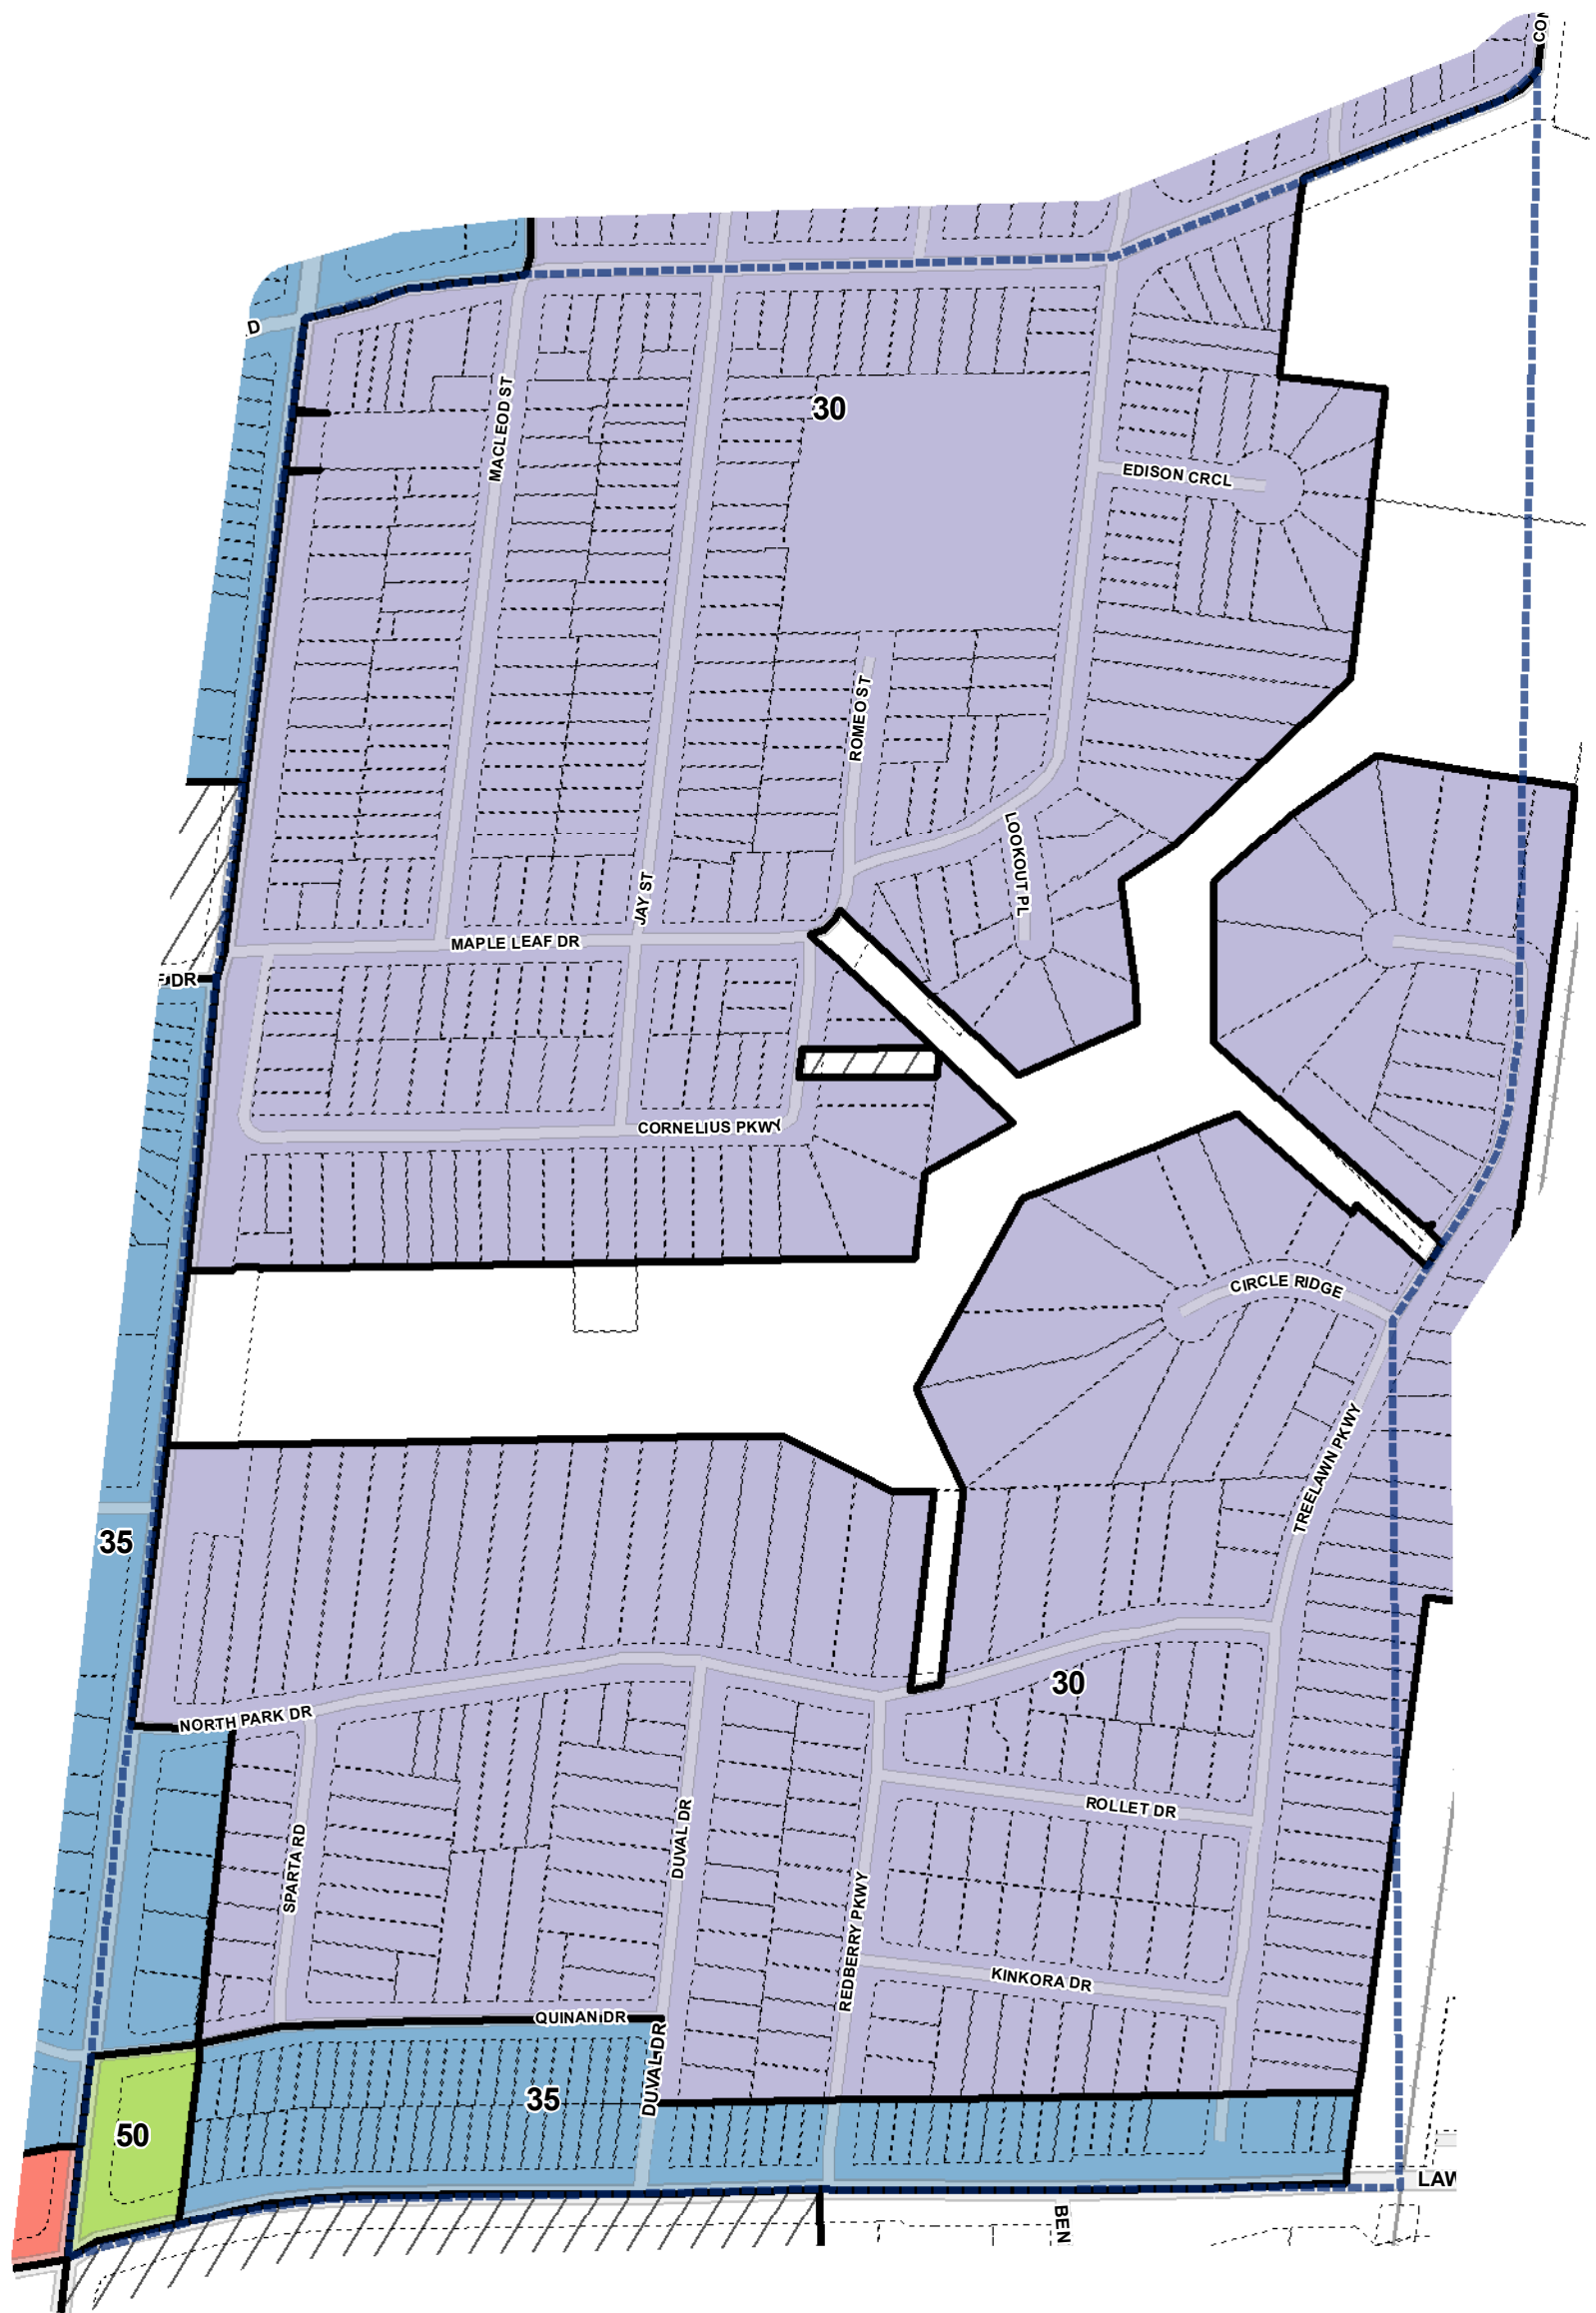 CON
D
30
MACLEOD ST
EDISON CRCL
ROMEO ST
LOOKOUT PL
JAY ST
MAPLE LEAF DR
DR
CORNELIUS PKWY
CIRCLE RIDGE
TREELAWN PKWY
35
30
NORTH PARK DR
ROLLET DR
SPARTA RD
DUVAL DR
REDBERRY PKWY
KINKORA DR
QUINAN DR
DUVAL DR
35
50
LAW
BEN